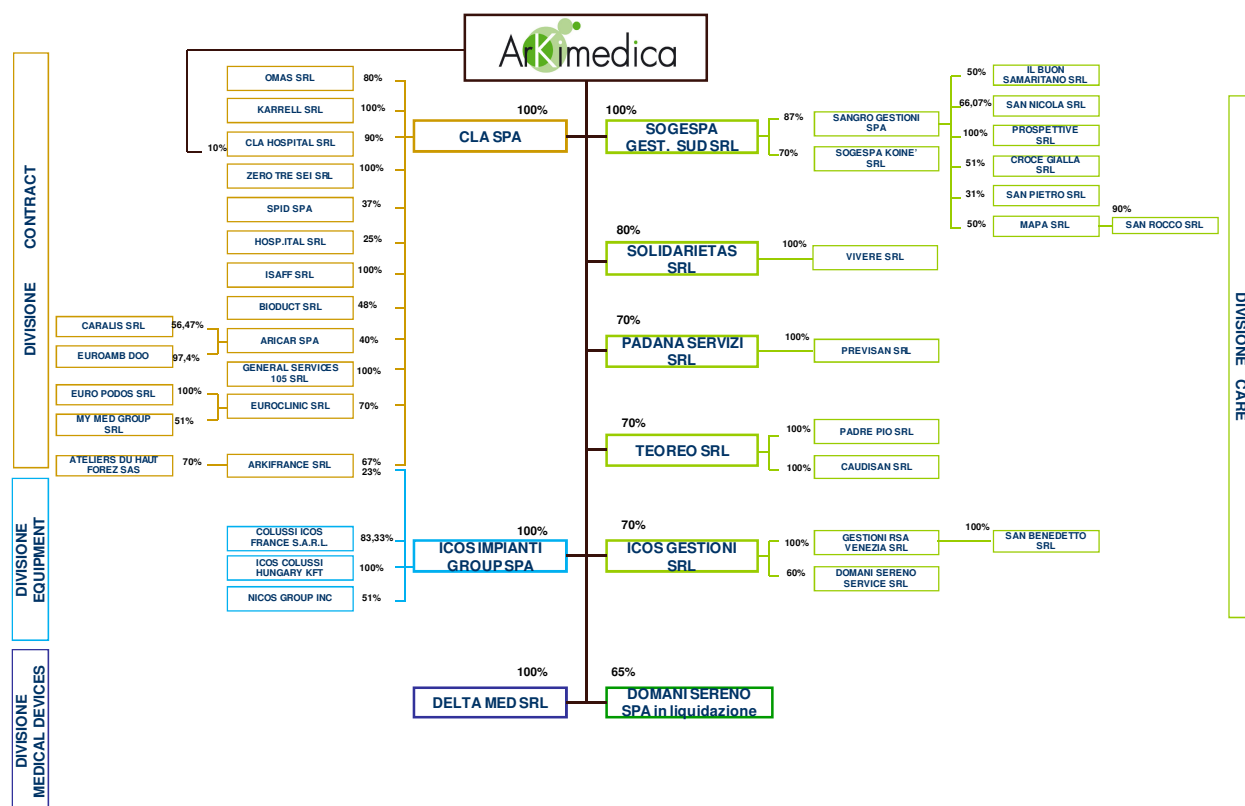 ArKimedica
DIVISIONE CONTRACT
OMAS SRL 80%
KARRELL SRL 100%
10% CLA HOSPITAL SRL 90%
ZERO TRE SEI SRL 100%
SPID SPA 37%
HOSP.ITAL SRL 25%
ISAFF SRL 100%
BIODUCT SRL 48%
CARALIS SRL 56,47%
EUROAMB DOO 97,4%
ARICAR SPA 40%
GENERAL SERVICES
105 SRL
100%
EURO PODOS SRL 100%
MY MED GROUP
SRL
51%
EUROCLINIC SRL 70%
ATELIERS DU HAUT
FOREZ SAS
70%
ARKIFRANCE SRL 67%
23%
100%
CLA SPA
DIVISIONE
EQUIPMENT
COLUSSI ICOS
FRANCE S.A.R.L.
83,33%
ICOS COLUSSI
HUNGARY KFT
100%
NICOS GROUP INC 51%
100%
ICOS IMPIANTI
GROUP SPA
DIVISIONE
MEDICAL DEVICES
100%
DELTA MED SRL
100%
SOGESPA
GEST. SUD SRL
87%
SANGRO GESTIONI
SPA
70%
SOGESPA KOINE'
SRL
50%
IL BUON
SAMARITANO SRL
66,07% SAN NICOLA SRL
100%
PROSPETTIVE
SRL
51%
CROCE GIALLA
SRL
31% SAN PIETRO SRL
50% MAPA SRL
90%
SAN ROCCO SRL
80%
SOLIDARIETAS
SRL
100%
VIVERE SRL
70%
PADANA SERVIZI
SRL
100%
PREVISAN SRL
70%
TEOREO SRL
100% PADRE PIO SRL
100% CAUDISAN SRL
70%
ICOS GESTIONI
SRL
100%
GESTIONI RSA
VENEZIA SRL
100%
SAN BENEDETTO
SRL
60%
DOMANI SERENO
SERVICE SRL
65%
DOMANI SERENO
SPA in liquidazione
DIVISIONE CARE